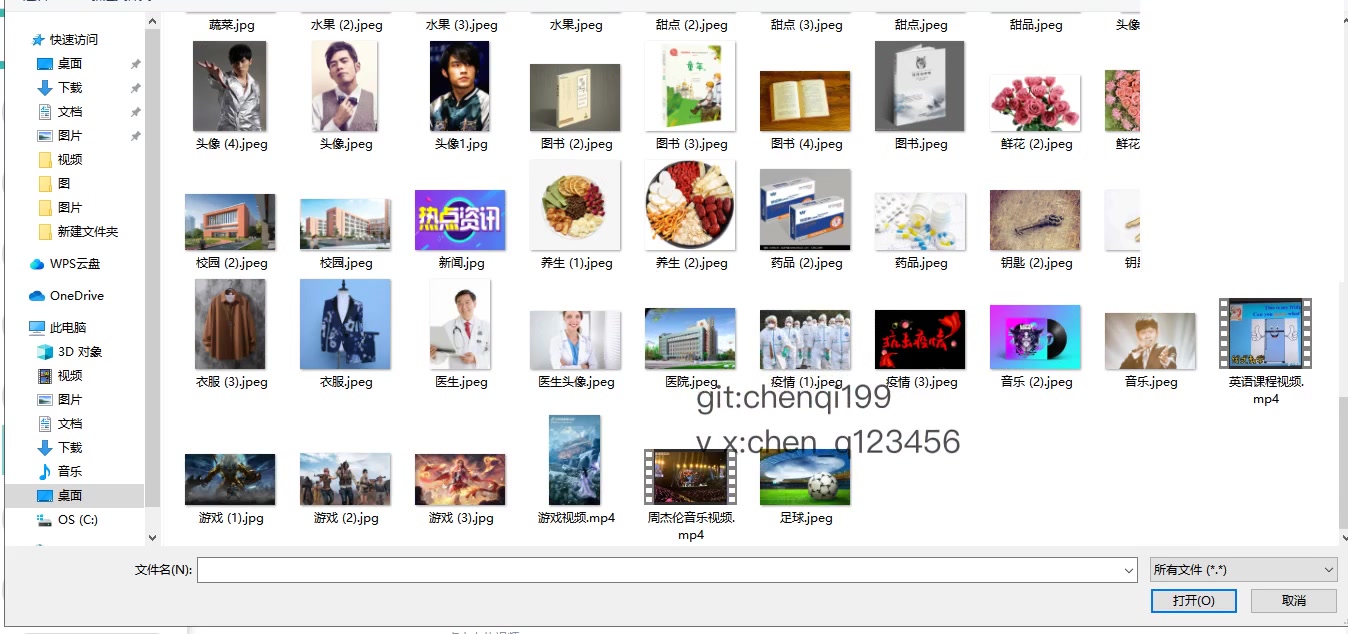 蔬菜.jpg
水果 (2).jpeg
水果 (3).jpeg
水果.jpeg
甜点 (2).jpeg
甜点 (3).jpeg
甜点.jpeg
甜品.jpeg
头像
快速访问
桌面
下载
文档
图片
视频
图
图片
新建文件夹
WPS云盘
OneDrive
此电脑
3D 对象
视频
图片
文档
下载
音乐
桌面
OS (C:)
童年
头像 (4).jpeg
头像.jpeg
头像1.jpg
图书 (2).jpeg
图书 (3).jpeg
图书 (4).jpeg
图书.jpeg
鲜花 (2).jpeg
鲜花
热点资讯
校园 (2).jpeg
校园.jpeg
新闻.jpg
养生 (1).jpeg
养生 (2).jpeg
药品 (2).jpeg
药品.jpeg
钥匙 (2).jpeg
抗击疫情
衣服 (3).jpeg
衣服.jpeg
医生.jpeg
医生头像.jpeg
医院.jpeg
疫情 (1).jpeg
疫情 (3).jpeg
音乐 (2).jpeg
音乐.jpeg
英语课程视频.
mp4
git:chenqi199
v_x:chen_q123456
游戏 (1).jpg
游戏 (2).jpg
游戏 (3).jpg
游戏视频.mp4
周杰伦音乐视频.
mp4
足球.jpeg
文件名(N):
所有文件 (*.*)
打开(O)
取消